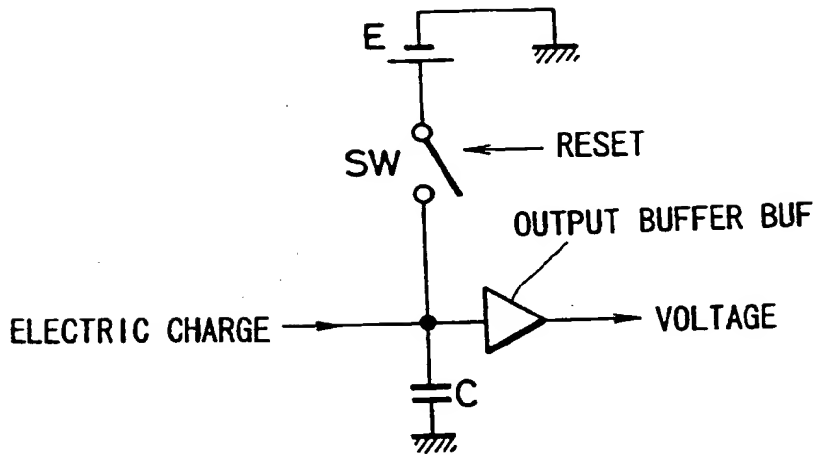 E
SW
RESET
OUTPUT BUFFER BUF
ELECTRIC CHARGE
VOLTAGE
C